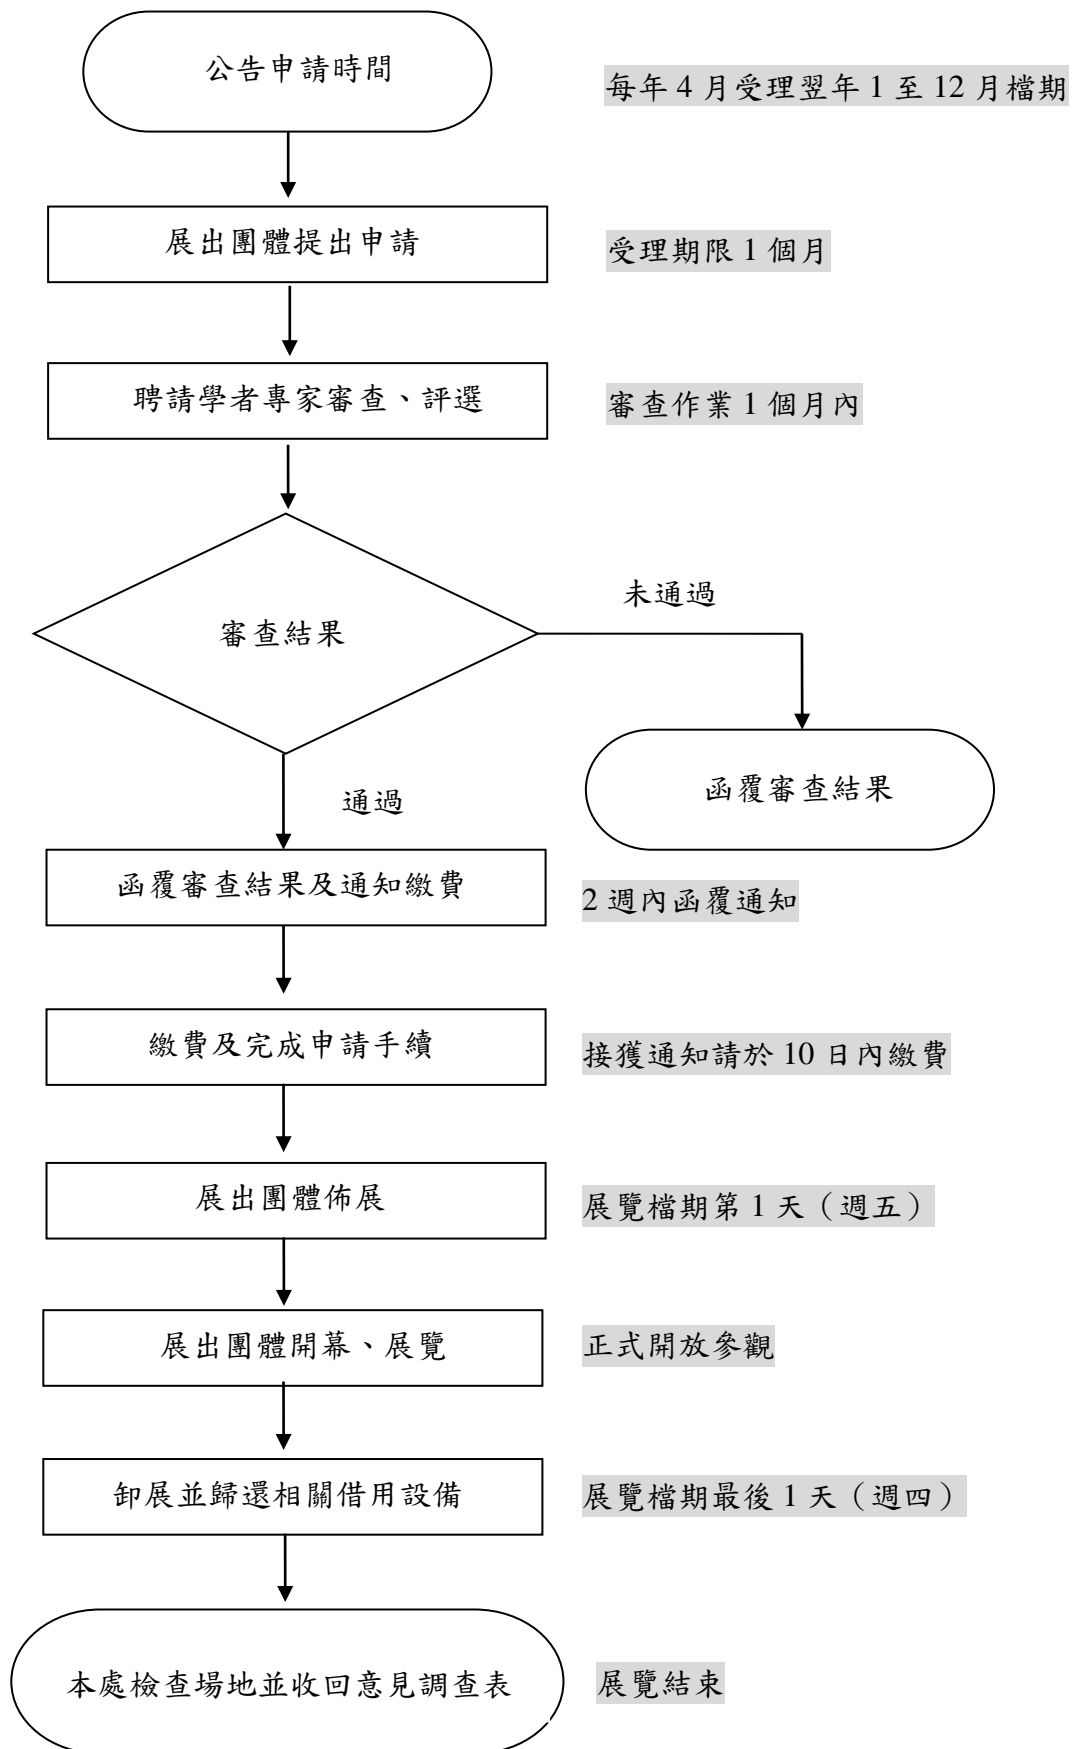 公告申請時間
每年 4 月受理翌年 1 至 12 月檔期
展出團體提出申請
受理期限 1 個月
聘請學者專家審查、評選
審查作業 1 個月內
未通過
審查結果
函覆審查結果
通過
函覆審查結果及通知繳費
2 週內函覆通知
繳費及完成申請手續
接獲通知請於 10 日內繳費
展出團體佈展
展覽檔期第 1 天（週五）
展出團體開幕、展覽
正式開放參觀
卸展並歸還相關借用設備
展覽檔期最後 1 天（週四）
本處檢查場地並收回意見調查表
展覽結束